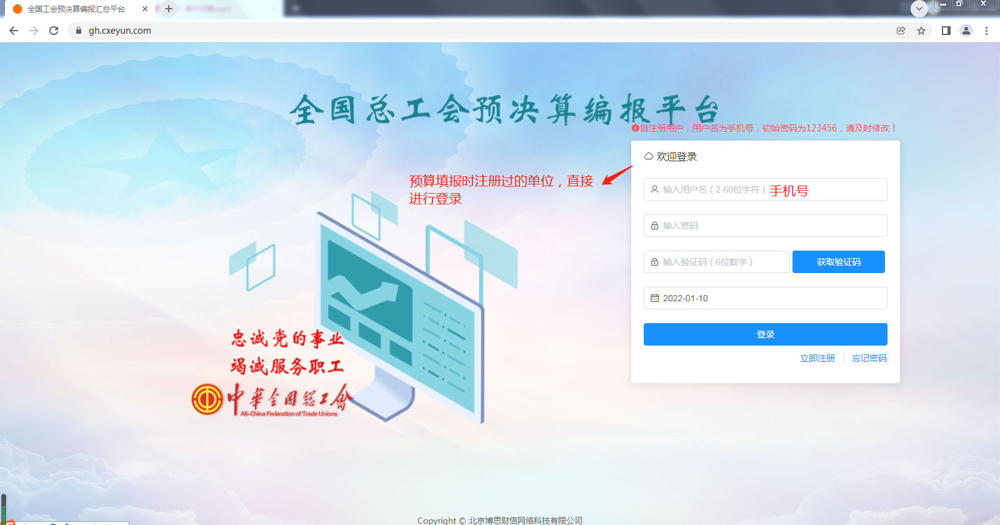 全国工会预决算编报汇总平台
gh.cxeyun.com
全国总工会预决算编报平台
自注册用户，用户名为手机号，初始密码为123456，请及时修改！
欢迎登录
预算填报时注册过的单位，直接
进行登录
输入用户名（2-60位字符）手机号
输入密码
输入验证码（6位数字） 获取验证码
2022-01-10
登录
立即注册 忘记密码
忠诚党的事业
竭诚服务职工
中華全国総工會
All-China Federation of Trade Unions
Copyright © 北京博思财信网络科技有限公司